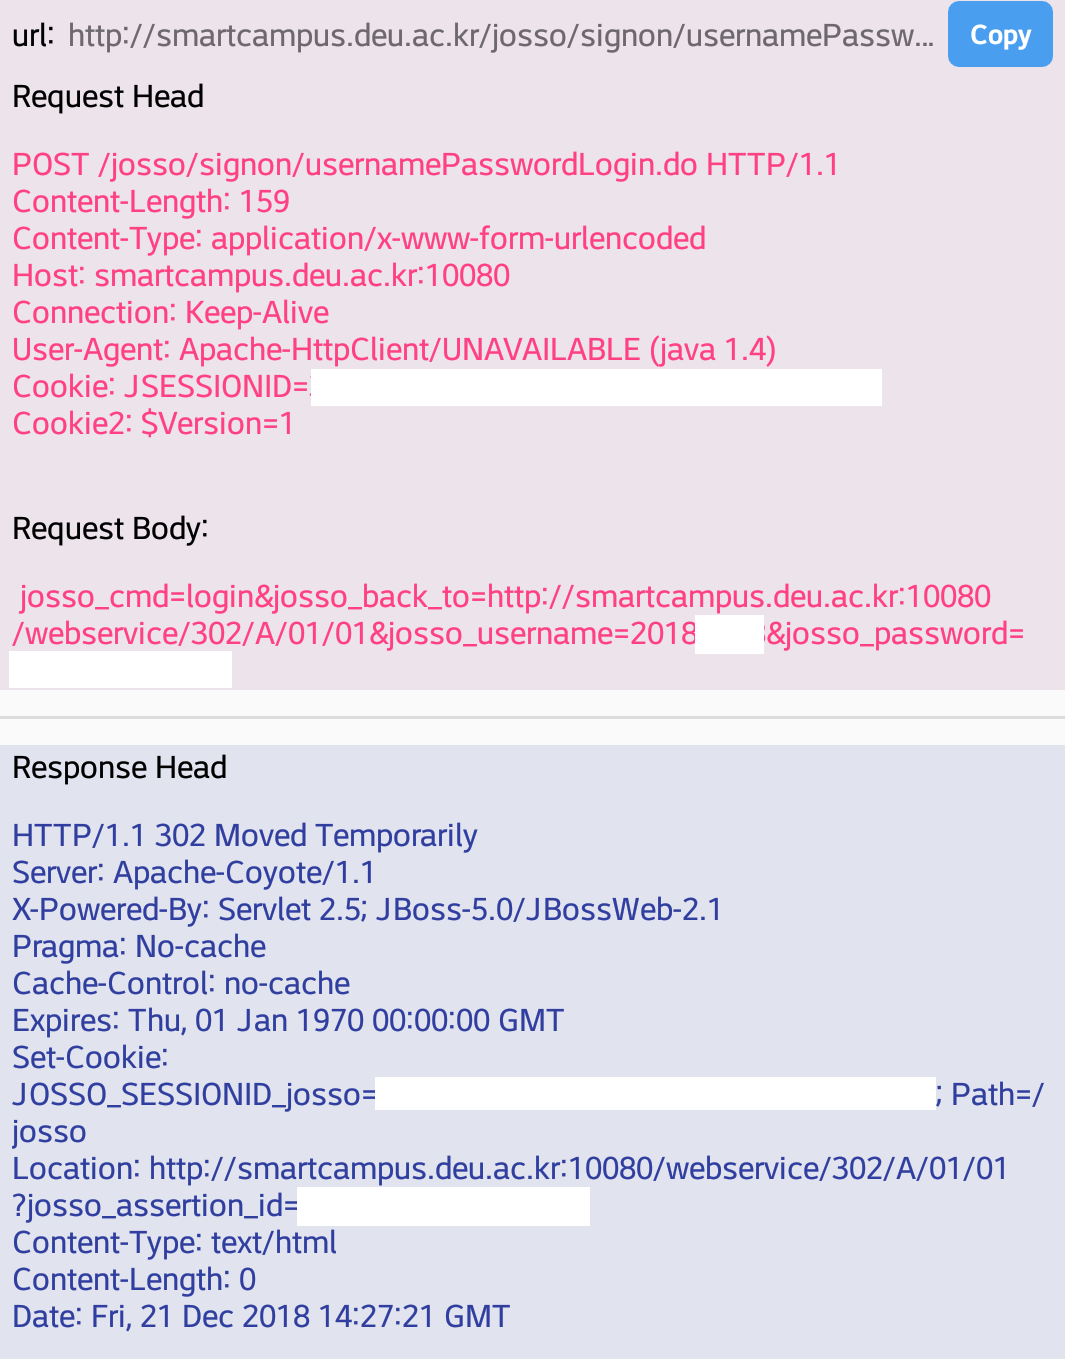 url: http://smartcampus.deu.ac.kr/josso/signon/usernamePassw... Copy
Request Head
POST /josso/signon/usernamePasswordLogin.do HTTP/1.1
Content-Length: 159
Content-Type: application/x-www-form-urlencoded
Host: smartcampus.deu.ac.kr:10080
Connection: Keep-Alive
User-Agent: Apache-HttpClient/UNAVAILABLE (java 1.4)
Cookie: JSESSIONID=
Cookie2: $Version=1
Request Body:
josso_cmd=login&josso_back_to=http://smartcampus.deu.ac.kr:10080
/webservice/302/A/01/01&josso_username=2018 &josso_password=
Response Head
HTTP/1.1 302 Moved Temporarily
Server: Apache-Coyote/1.1
X-Powered-By: Servlet 2.5; JBoss-5.0/JBossWeb-2.1
Pragma: No-cache
Cache-Control: no-cache
Expires: Thu, 01 Jan 1970 00:00:00 GMT
Set-Cookie:
JOSSO_SESSIONID_josso= ; Path=/
josso
Location: http://smartcampus.deu.ac.kr:10080/webservice/302/A/01/01
?josso_assertion_id=
Content-Type: text/html
Content-Length: 0
Date: Fri, 21 Dec 2018 14:27:21 GMT